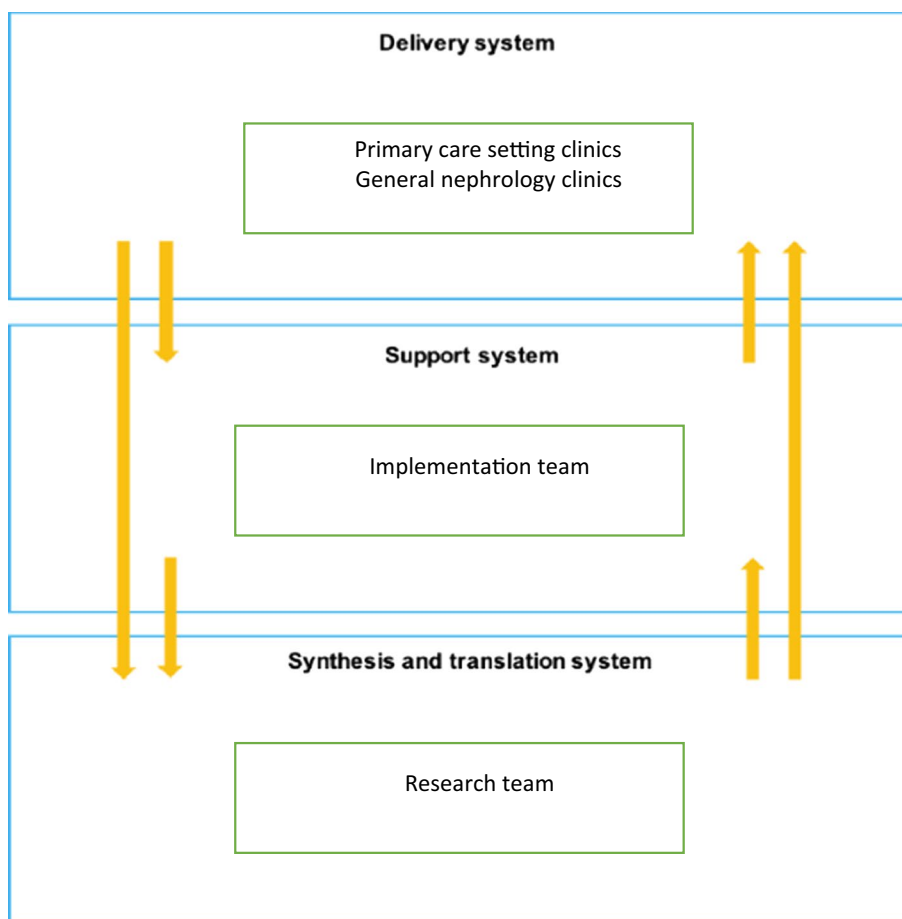 Delivery system
Primary care setting clinics
General nephrology clinics
Support system
Implementation team
Synthesis and translation system
Research team